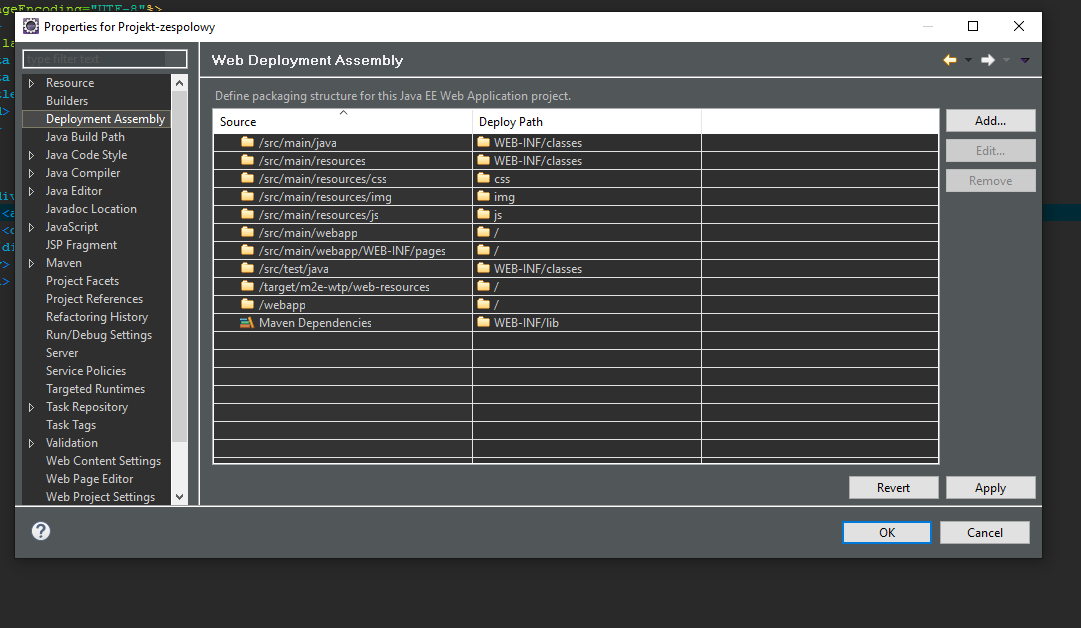 ageEncoding="UTF-8"%>
Properties for Projekt-zespolowy
type filter text
Web Deployment Assembly
Resource
Builders
Deployment Assembly
Java Build Path
Java Code Style
Java Compiler
Java Editor
Javadoc Location
JavaScript
JSP Fragment
Maven
Project Facets
Project References
Refactoring History
Run/Debug Settings
Server
Service Policies
Targeted Runtimes
Task Repository
Task Tags
Validation
Web Content Settings
Web Page Editor
Web Project Settings
Define packaging structure for this Java EE Web Application project.
Source Deploy Path
/src/main/java WEB-INF/classes
/src/main/resources WEB-INF/classes
/src/main/resources/css css
/src/main/resources/img img
/src/main/resources/js js
/src/main/webapp /
/src/main/webapp/WEB-INF/pages /
/src/test/java WEB-INF/classes
/target/m2e-wtp/web-resources /
/webapp /
Maven Dependencies WEB-INF/lib
Add...
Edit...
Remove
Revert Apply
?
OK Cancel